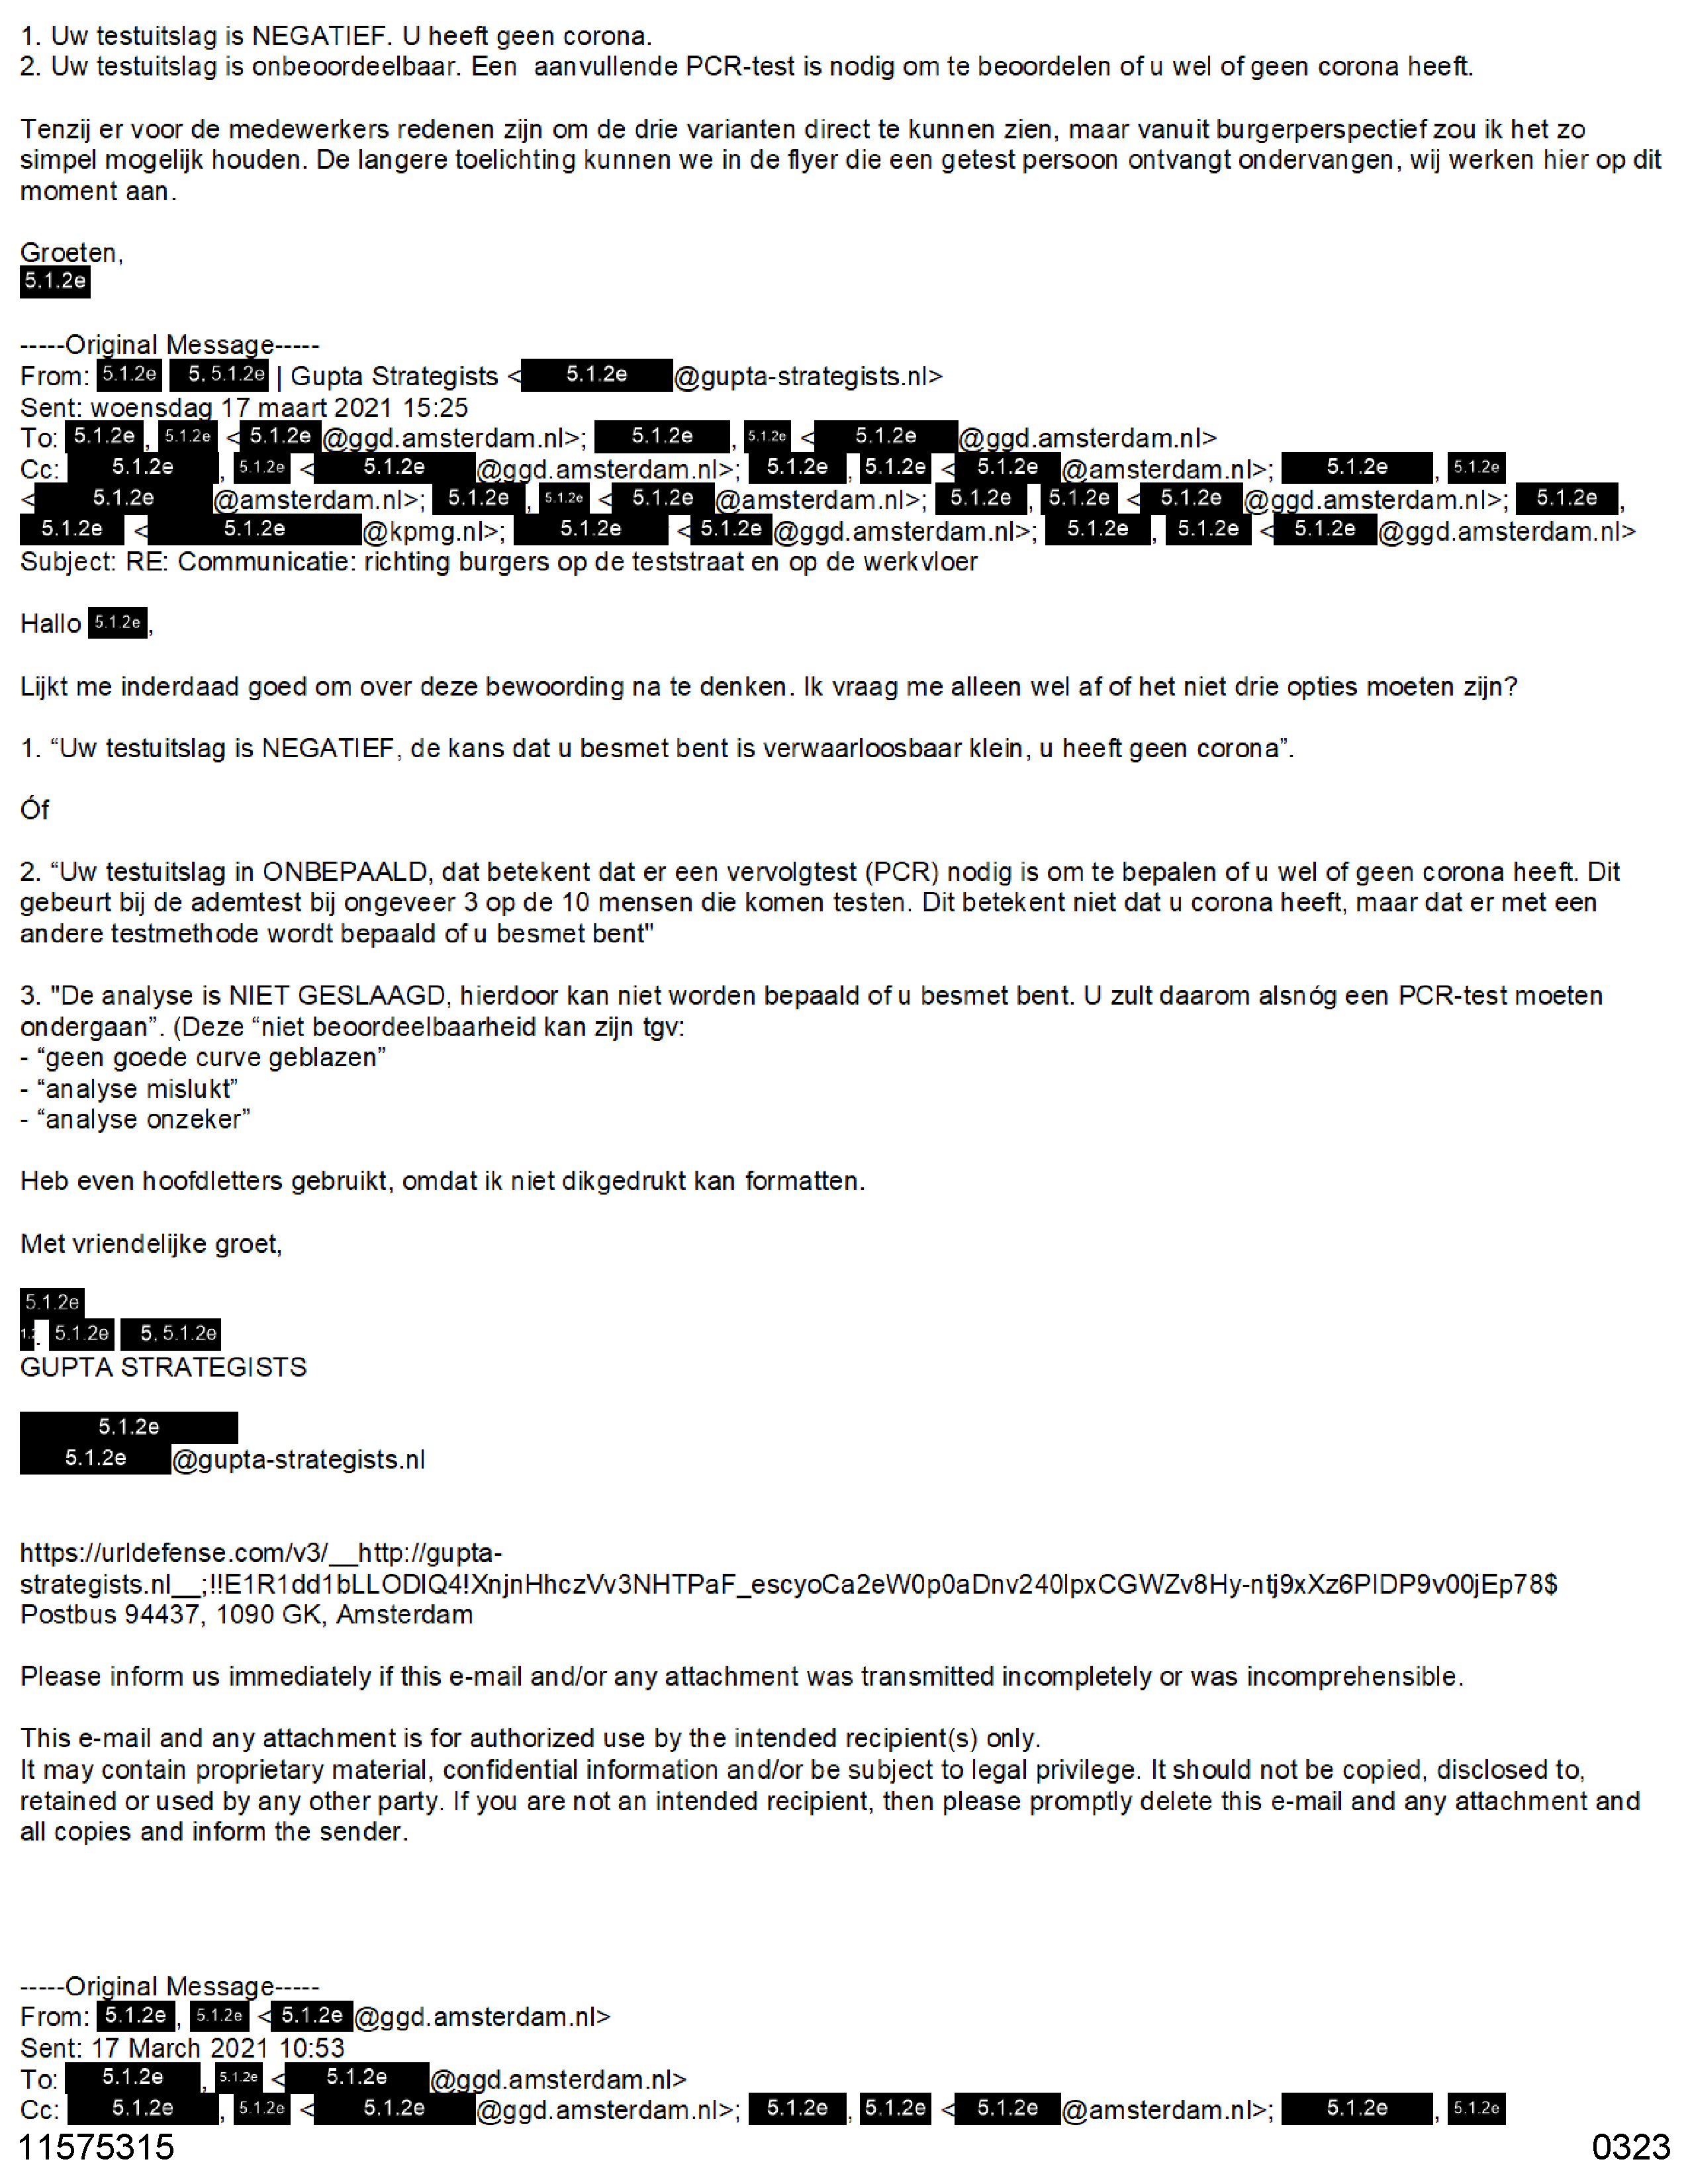 1. Uw testuitslag is NEGATIEF. U heeft geen corona.
2. Uw testuitslag is onbeoordeelbaar. Een  aanvullende PCR-test is nodig om te beoordelen of u wel of geen corona heeft.
Tenzij er voor de medewerkers redenen zijn om de drie varianten direct te kunnen zien, maar vanuit burgerperspectief zou ik het zo
simpel mogelijk houden. De langere toelichting kunnen we in de flyer die een getest persoon ontvangt ondervangen, wij werken hier op dit
moment aan.
Groeten,
5.1.2e
-----Original Message-----
From: 5.1.2e 5. 5.1.2e | Gupta Strategists < 5.1.2e @gupta-strategists.nl>
Sent: woensdag 17 maart 2021 15:25
To: 5.1.2e , 5.1.2e < 5.1.2e @ggd.amsterdam.nl>; 5.1.2e , 5.1.2e < 5.1.2e @ggd.amsterdam.nl>
Cc: 5.1.2e , 5.1.2e < 5.1.2e @ggd.amsterdam.nl>; 5.1.2e , 5.1.2e < 5.1.2e @amsterdam.nl>; 5.1.2e , 5.1.2e
< 5.1.2e @amsterdam.nl>; 5.1.2e , 5.1.2e < 5.1.2e @amsterdam.nl>; 5.1.2e , 5.1.2e < 5.1.2e @ggd.amsterdam.nl>; 5.1.2e ,
5.1.2e < 5.1.2e @kpmg.nl>; 5.1.2e < 5.1.2e @ggd.amsterdam.nl>; 5.1.2e , 5.1.2e < 5.1.2e @ggd.amsterdam.nl>
Subject: RE: Communicatie: richting burgers op de teststraat en op de werkvloer
Hallo 5.1.2e ,
Lijkt me inderdaad goed om over deze bewoording na te denken. Ik vraag me alleen wel af of het niet drie opties moeten zijn?
1. “Uw testuitslag is NEGATIEF, de kans dat u besmet bent is verwaarloosbaar klein, u heeft geen corona”.
Óf
2. “Uw testuitslag in ONBEPAALD, dat betekent dat er een vervolgtest (PCR) nodig is om te bepalen of u wel of geen corona heeft. Dit
gebeurt bij de ademtest bij ongeveer 3 op de 10 mensen die komen testen. Dit betekent niet dat u corona heeft, maar dat er met een
andere testmethode wordt bepaald of u besmet bent"
3. "De analyse is NIET GESLAAGD, hierdoor kan niet worden bepaald of u besmet bent. U zult daarom alsnóg een PCR-test moeten
ondergaan”. (Deze “niet beoordeelbaarheid kan zijn tgv:
- “geen goede curve geblazen”
- “analyse mislukt”
- “analyse onzeker”
Heb even hoofdletters gebruikt, omdat ik niet dikgedrukt kan formatten.
Met vriendelijke groet,
5.1.2e
. 5.1.2e 5. 5.1.2e
GUPTA STRATEGISTS
5.1.2e
5.1.2e @gupta-strategists.nl
https://urldefense.com/v3/__http://gupta-
strategists.nl__;!!E1R1dd1bLLODlQ4!XnjnHhczVv3NHTPaF_escyoCa2eW0p0aDnv240lpxCGWZv8Hy-ntj9xXz6PlDP9v00jEp78$
Postbus 94437, 1090 GK, Amsterdam
Please inform us immediately if this e-mail and/or any attachment was transmitted incompletely or was incomprehensible.
This e-mail and any attachment is for authorized use by the intended recipient(s) only.
It may contain proprietary material, confidential information and/or be subject to legal privilege. It should not be copied, disclosed to,
retained or used by any other party. If you are not an intended recipient, then please promptly delete this e-mail and any attachment and
all copies and inform the sender.
-----Original Message-----
From: 5.1.2e , 5.1.2e < 5.1.2e @ggd.amsterdam.nl>
Sent: 17 March 2021 10:53
To: 5.1.2e , 5.1.2e < 5.1.2e @ggd.amsterdam.nl>
Cc: 5.1.2e , 5.1.2e < 5.1.2e @ggd.amsterdam.nl>; 5.1.2e , 5.1.2e < 5.1.2e @amsterdam.nl>; 5.1.2e , 5.1.2e
11575315 0323